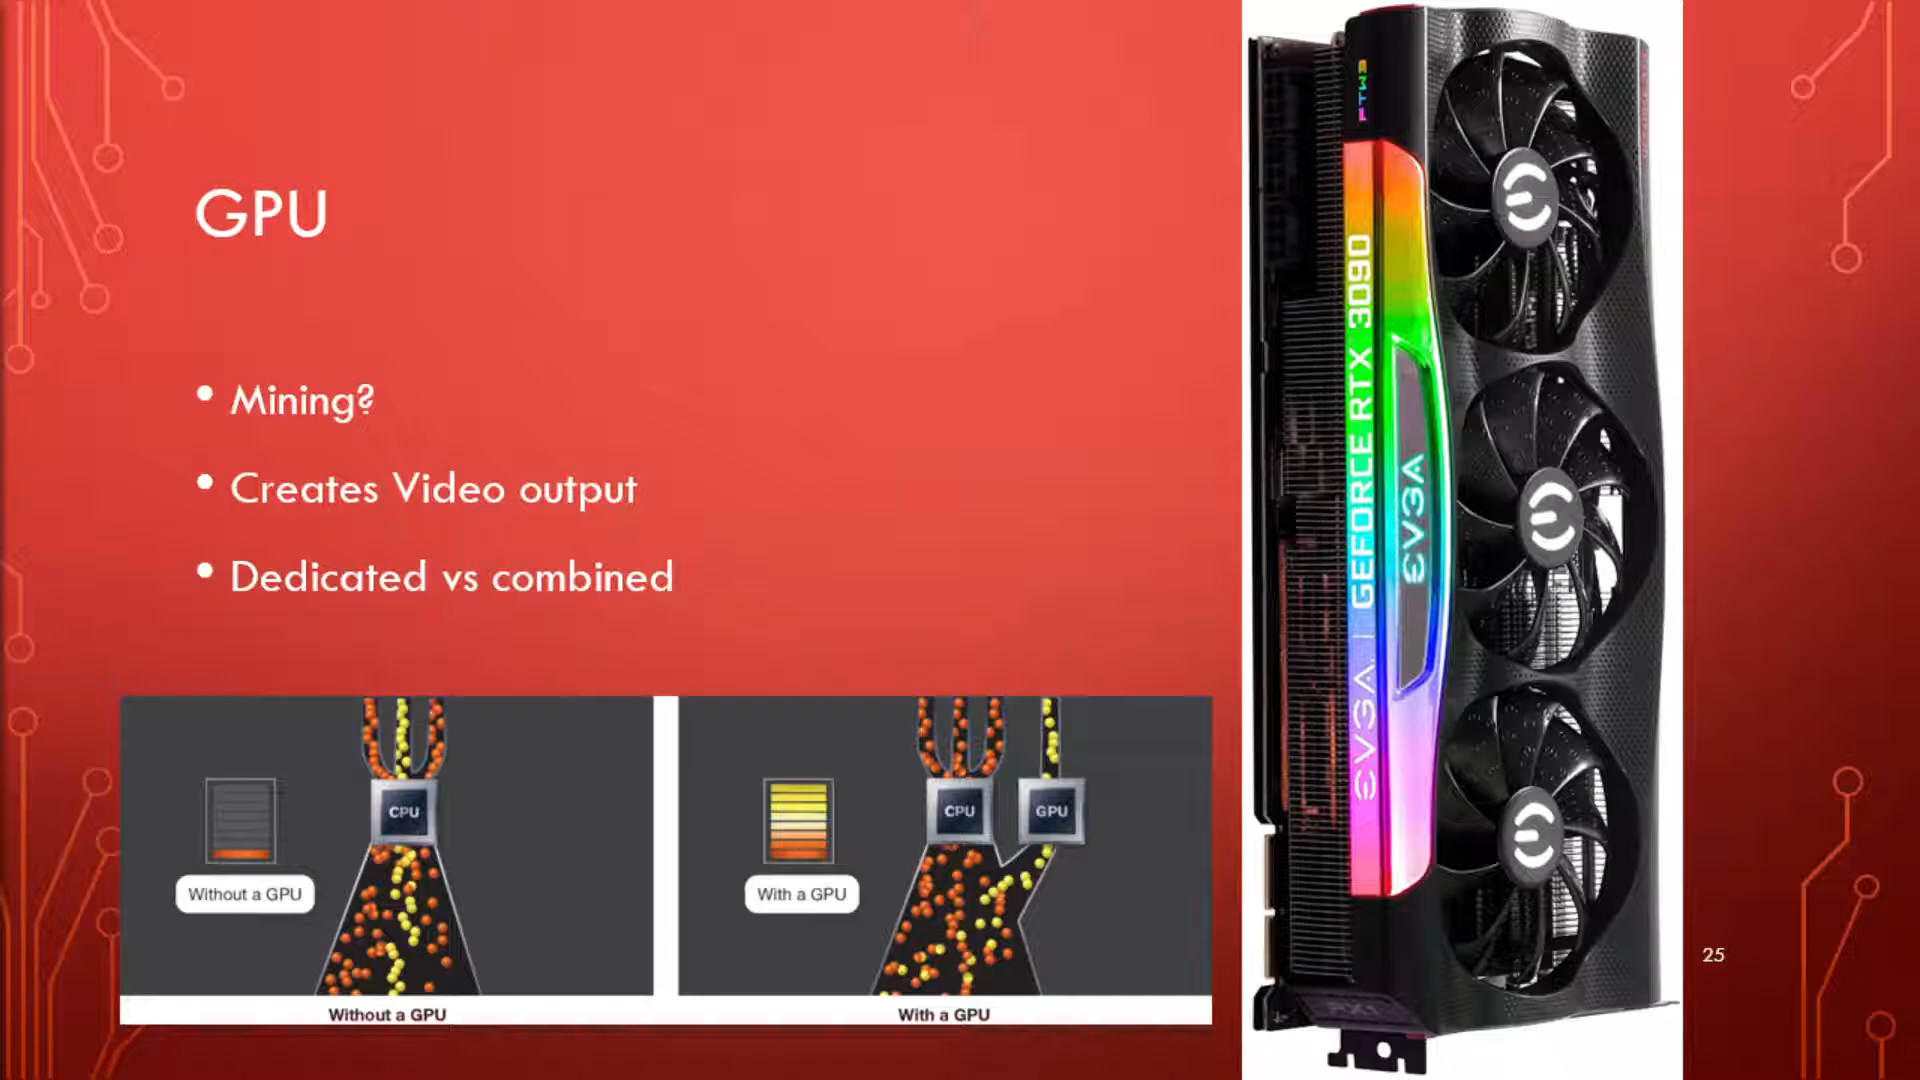 GPU
• Mining?
• Creates Video output
• Dedicated vs combined
CPU
Without a GPU
Without a GPU
CPU
GPU
With a GPU
With a GPU
FTW3
EVGA | GEFORCE RTX 3090
EVGA
25